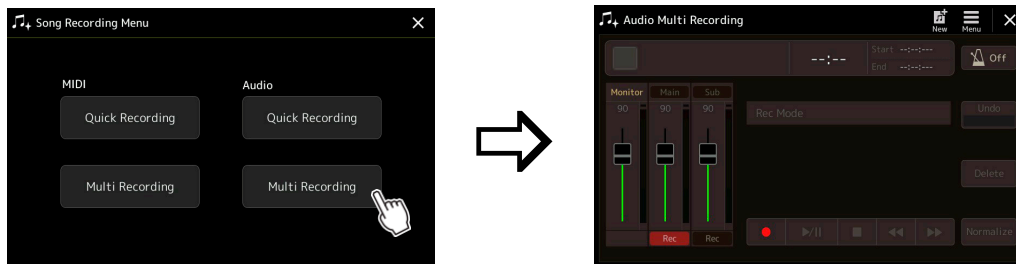 Song Recording Menu
MIDI
Audio
Quick Recording
Quick Recording
Multi Recording
Multi Recording
Audio Multi Recording
New
Menu
--:--
Start --:--:---
End --:--:---
Off
Monitor
Main
Sub
90
90
90
Rec Mode
Undo
Delete
Rec
Rec
Normalize